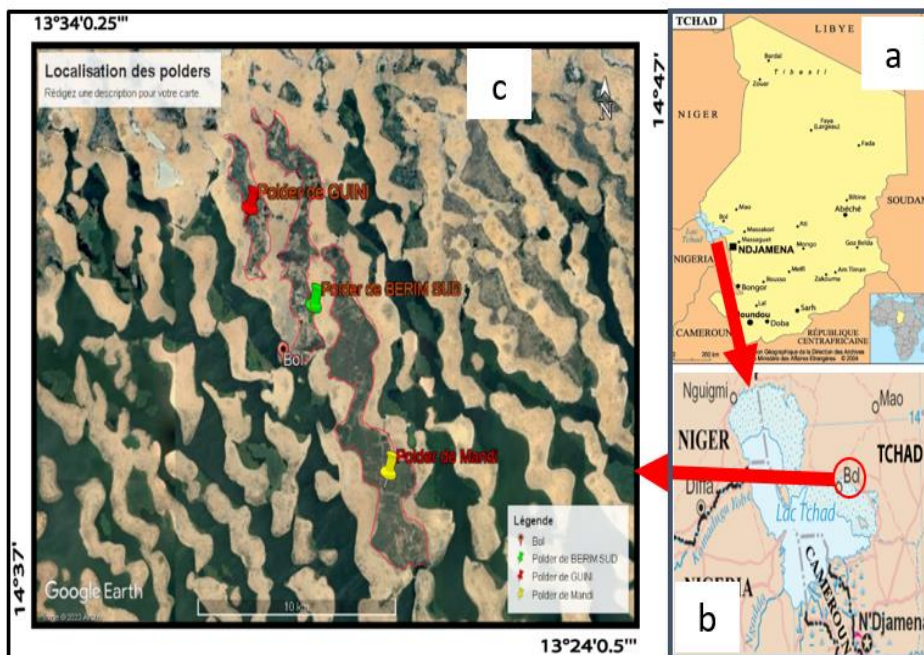 13°34'0.25'''
Localisation des polders
Rédigez une description pour votre carte.
c
N
14°47'
Polder de GUINI
Polder de BERIM SUD
Bol
Polder de Mandi
Légende
Bol
Polder de BERIM SUD
Polder de GUINI
Polder de Mandi
Google Earth
10 km
14°37'
13°24'0.5'''
TCHAD
a
LIBYE
Bardaï
Tibesti
Zouar
NIGER
Faya
(Largeau)
Fada
SOUDAN
Mao
Biltine
Bol
Abéché
Lac
Tchad
Massakori
Ati
Massaguet
NDJAMENA
Mongo
Goz Beïda
NIGERIA
Melfi
Am Timan
Bousso
Zakouma
Bongor
Laï
Sarh
Moundou
Doba
CAMEROUN
RÉPUBLIQUE
CENTRAFRICAINE
Nguigmi
Mao
14°
NIGER
TCHAD
Bol
Diffa
Komadugu Yobe
Lac Tchad
CAMEROUN
NIGERIA
b
N'Djamena